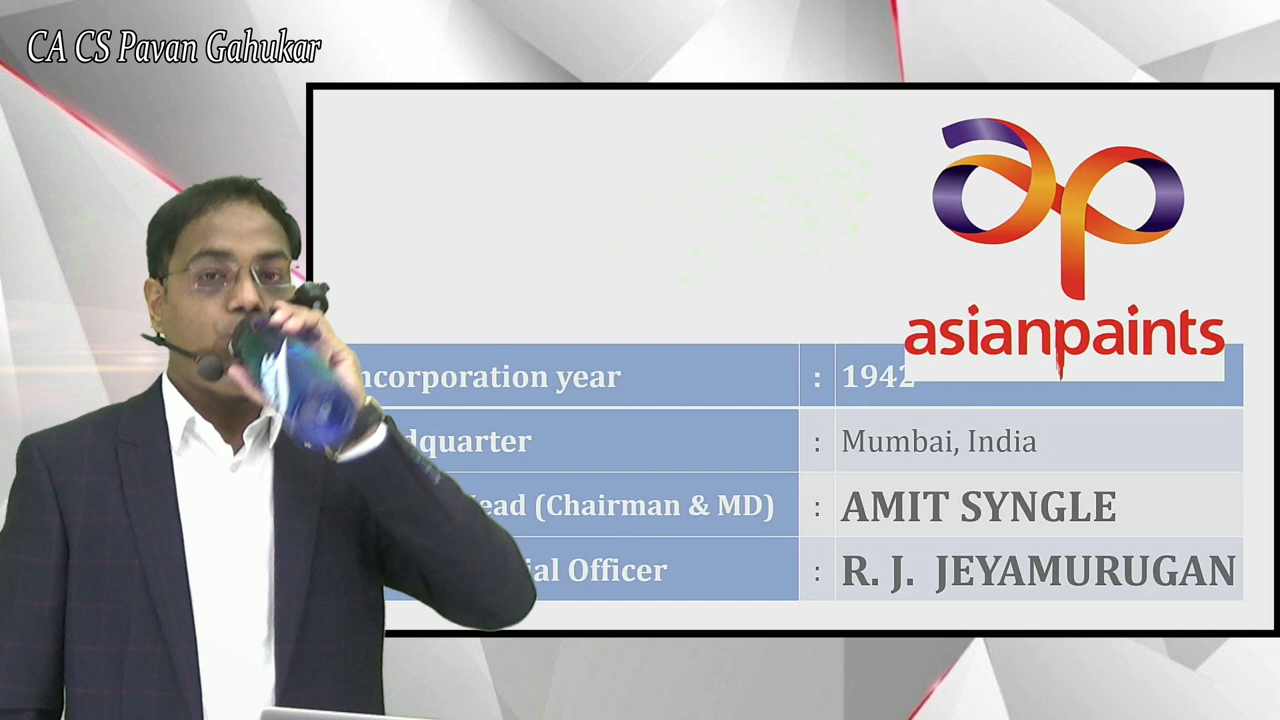 CA CS Pavan Gahukar
asianpaints
ncorporation year : 1942
dquarter : Mumbai, India
ead (Chairman & MD) : AMIT SYNGLE
ial Officer : R. J. JEYAMURUGAN